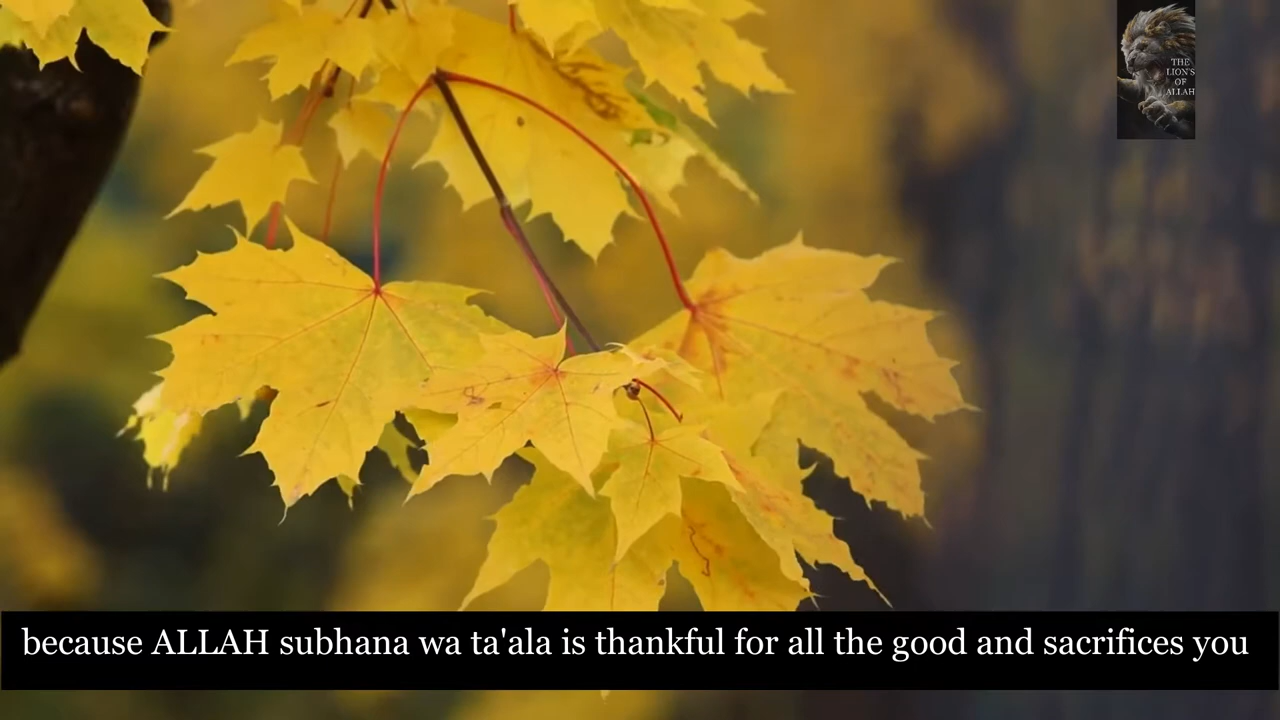 THE
LION'S
OF
ALLAH
because ALLAH subhana wa ta'ala is thankful for all the good and sacrifices you